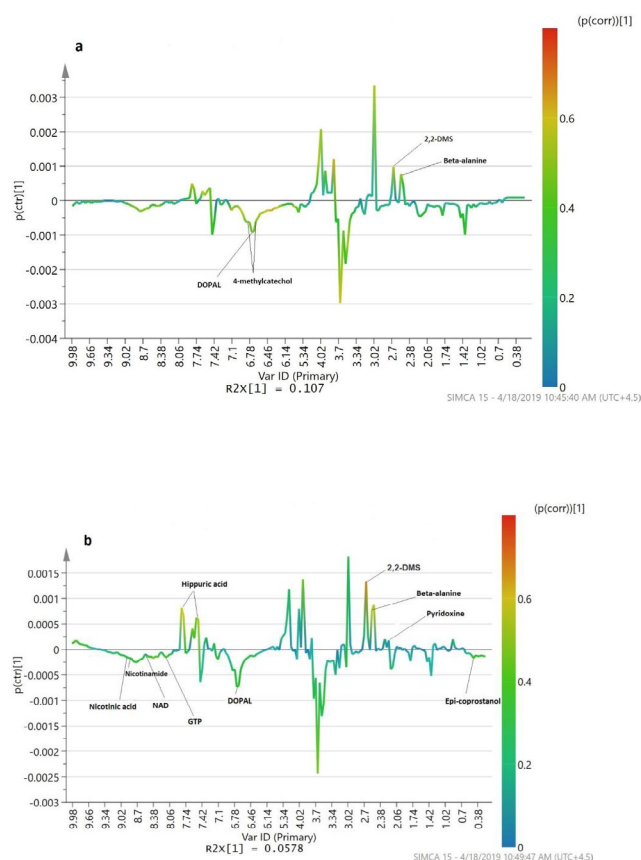 (p(corr))[1]
a
0.003
0.002
0.001
0
-0.001
-0.002
-0.003
-0.004
p(ctr)[1]
2,2-DMS
Beta-alanine
DOPAL
4-methylcatechol
0.6
0.4
0.2
0
9.98 9.66 9.34 9.02 8.7 8.38 8.06 7.74 7.42 7.1 6.78 6.46 6.14 5.34 4.02 3.7 3.34 3.02 2.7 2.38 2.06 1.74 1.42 1.02 0.7 0.38
Var ID (Primary)
R2X[1] = 0.107
SIMCA 15 - 4/18/2019 10:45:40 AM (UTC+4.5)
(p(corr))[1]
b
0.0015
0.001
0.0005
0
-0.0005
-0.001
-0.0015
-0.002
-0.0025
-0.003
p(ctr)[1]
Hippuric acid
2,2-DMS
Beta-alanine
Pyridoxine
Nicotinamide
Nicotinic acid
NAD
GTP
DOPAL
Epi-coprostanol
0.6
0.4
0.2
0
9.98 9.66 9.34 9.02 8.7 8.38 8.06 7.74 7.42 7.1 6.78 6.46 6.14 5.34 4.02 3.7 3.34 3.02 2.7 2.38 2.06 1.74 1.42 1.02 0.7 0.38
Var ID (Primary)
R2X[1] = 0.0578
SIMCA 15 - 4/18/2019 10:49:47 AM (UTC+4.5)